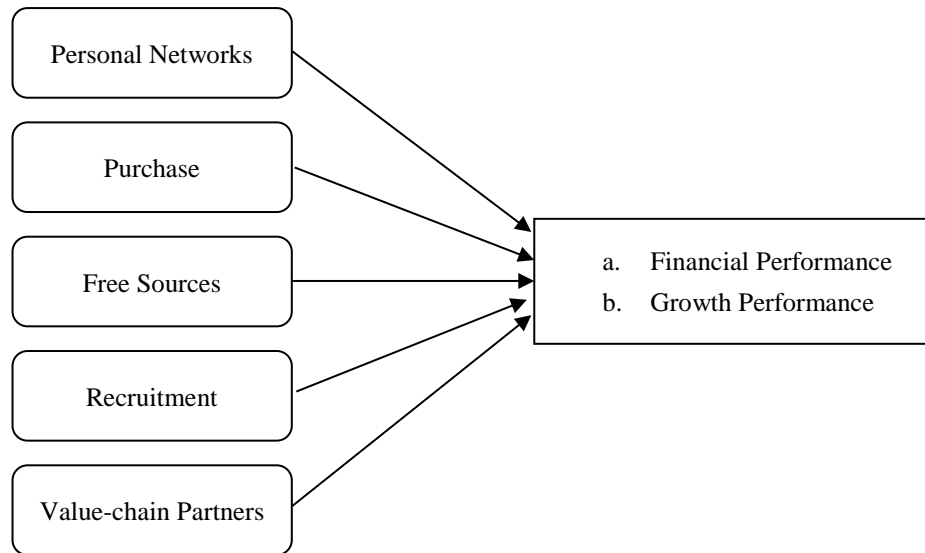 Personal Networks
Purchase
Free Sources
Recruitment
Value-chain Partners
a. Financial Performance
b. Growth Performance